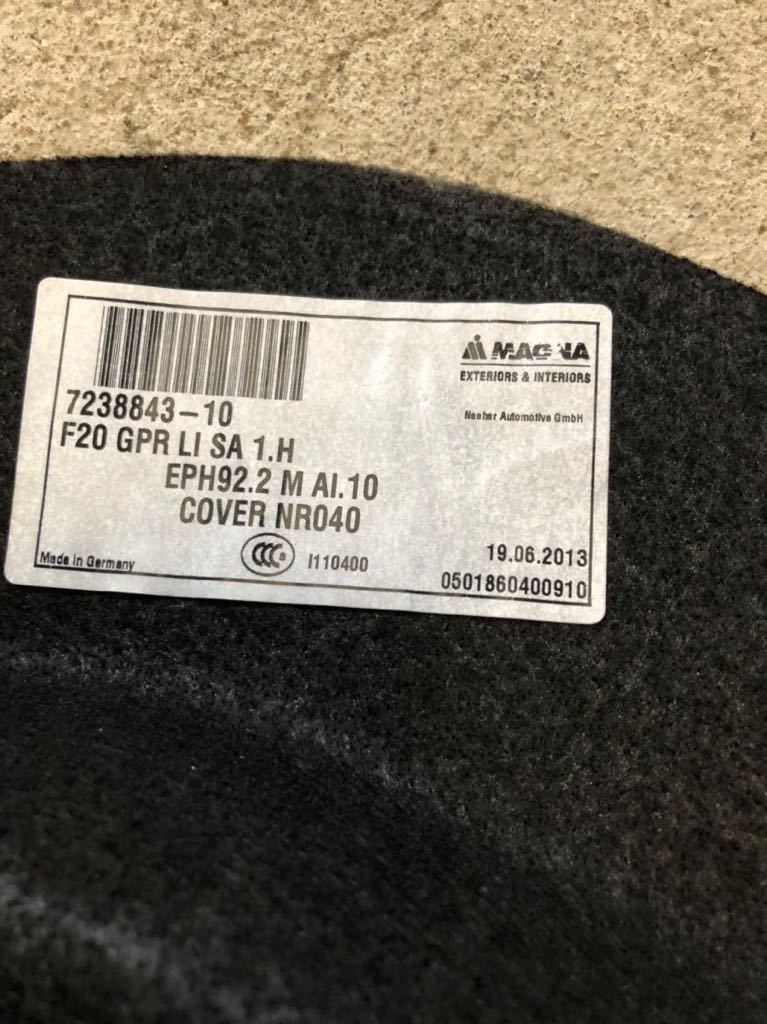 MAGNA
EXTERIORS & INTERIORS
Naeher Automotive GmbH
7238843-10
F20 GPR LI SA 1.H
EPH92.2 M AI.10
COVER NR040
Made in Germany
CCC S
I110400
19.06.2013
0501860400910